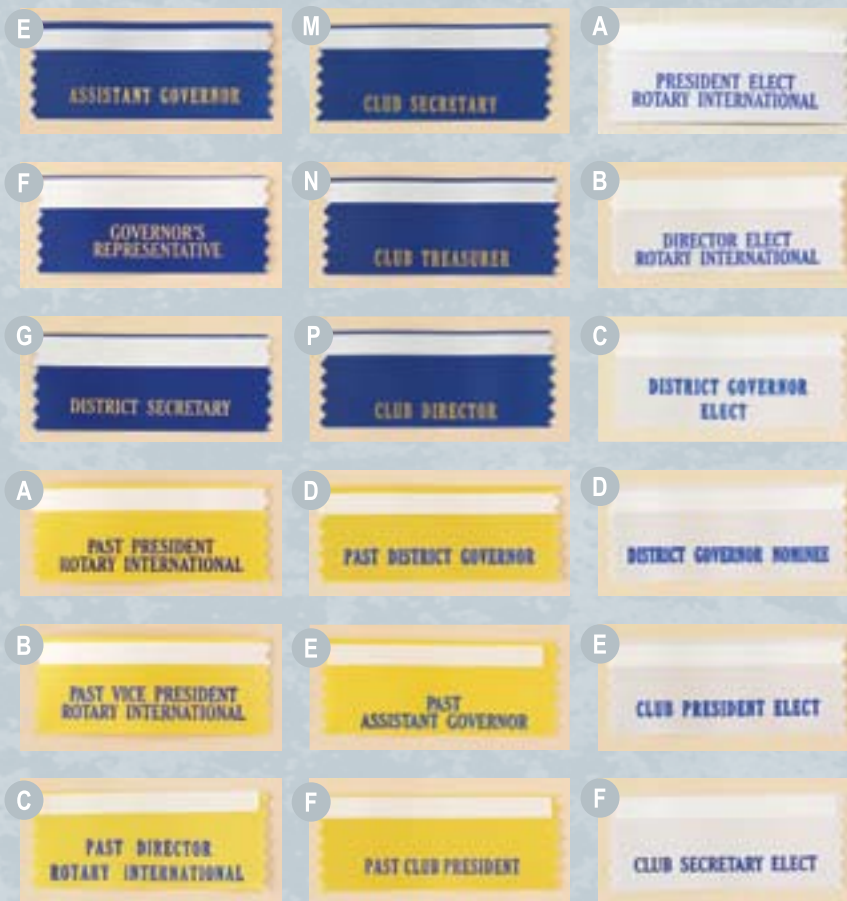 E
ASSISTANT GOVERNOR
M
CLUB SECRETARY
A
PRESIDENT ELECT
ROTARY INTERNATIONAL
F
GOVERNOR'S
REPRESENTATIVE
N
CLUB TREASURER
B
DIRECTOR ELECT
ROTARY INTERNATIONAL
G
DISTRICT SECRETARY
P
CLUB DIRECTOR
C
DISTRICT GOVERNOR
ELECT
A
PAST PRESIDENT
ROTARY INTERNATIONAL
D
PAST DISTRICT GOVERNOR
D
DISTRICT GOVERNOR NOMINEE
B
PAST VICE PRESIDENT
ROTARY INTERNATIONAL
E
PAST
ASSISTANT GOVERNOR
E
CLUB PRESIDENT ELECT
C
PAST DIRECTOR
ROTARY INTERNATIONAL
F
PAST CLUB PRESIDENT
F
CLUB SECRETARY ELECT